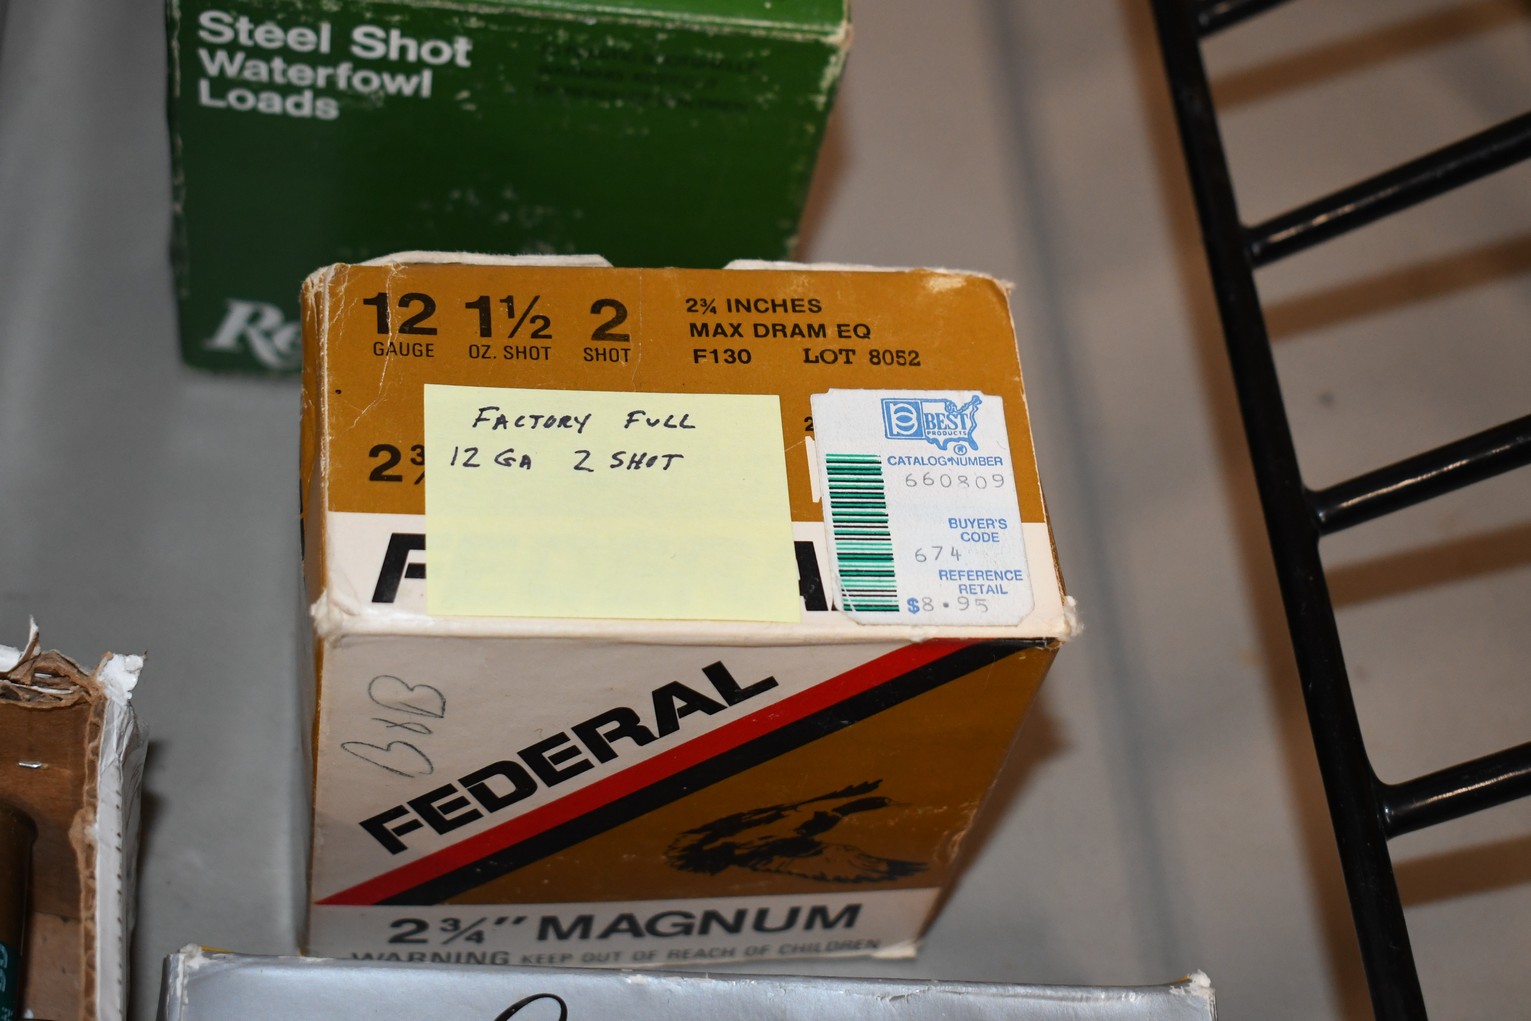 Steel Shot
Waterfowl
Loads
12 1½ 2
GAUGE OZ. SHOT SHOT
2¾ INCHES
MAX DRAM EQ
F130 LOT 8052
FACTORY FULL
12 GA 2 SHOT
BEST
PRODUCTS
CATALOG NUMBER
660809
BUYER'S
CODE
674
REFERENCE
RETAIL
$8.95
FEDERAL
2¾" MAGNUM
WARNING KEEP OUT OF REACH OF CHILDREN